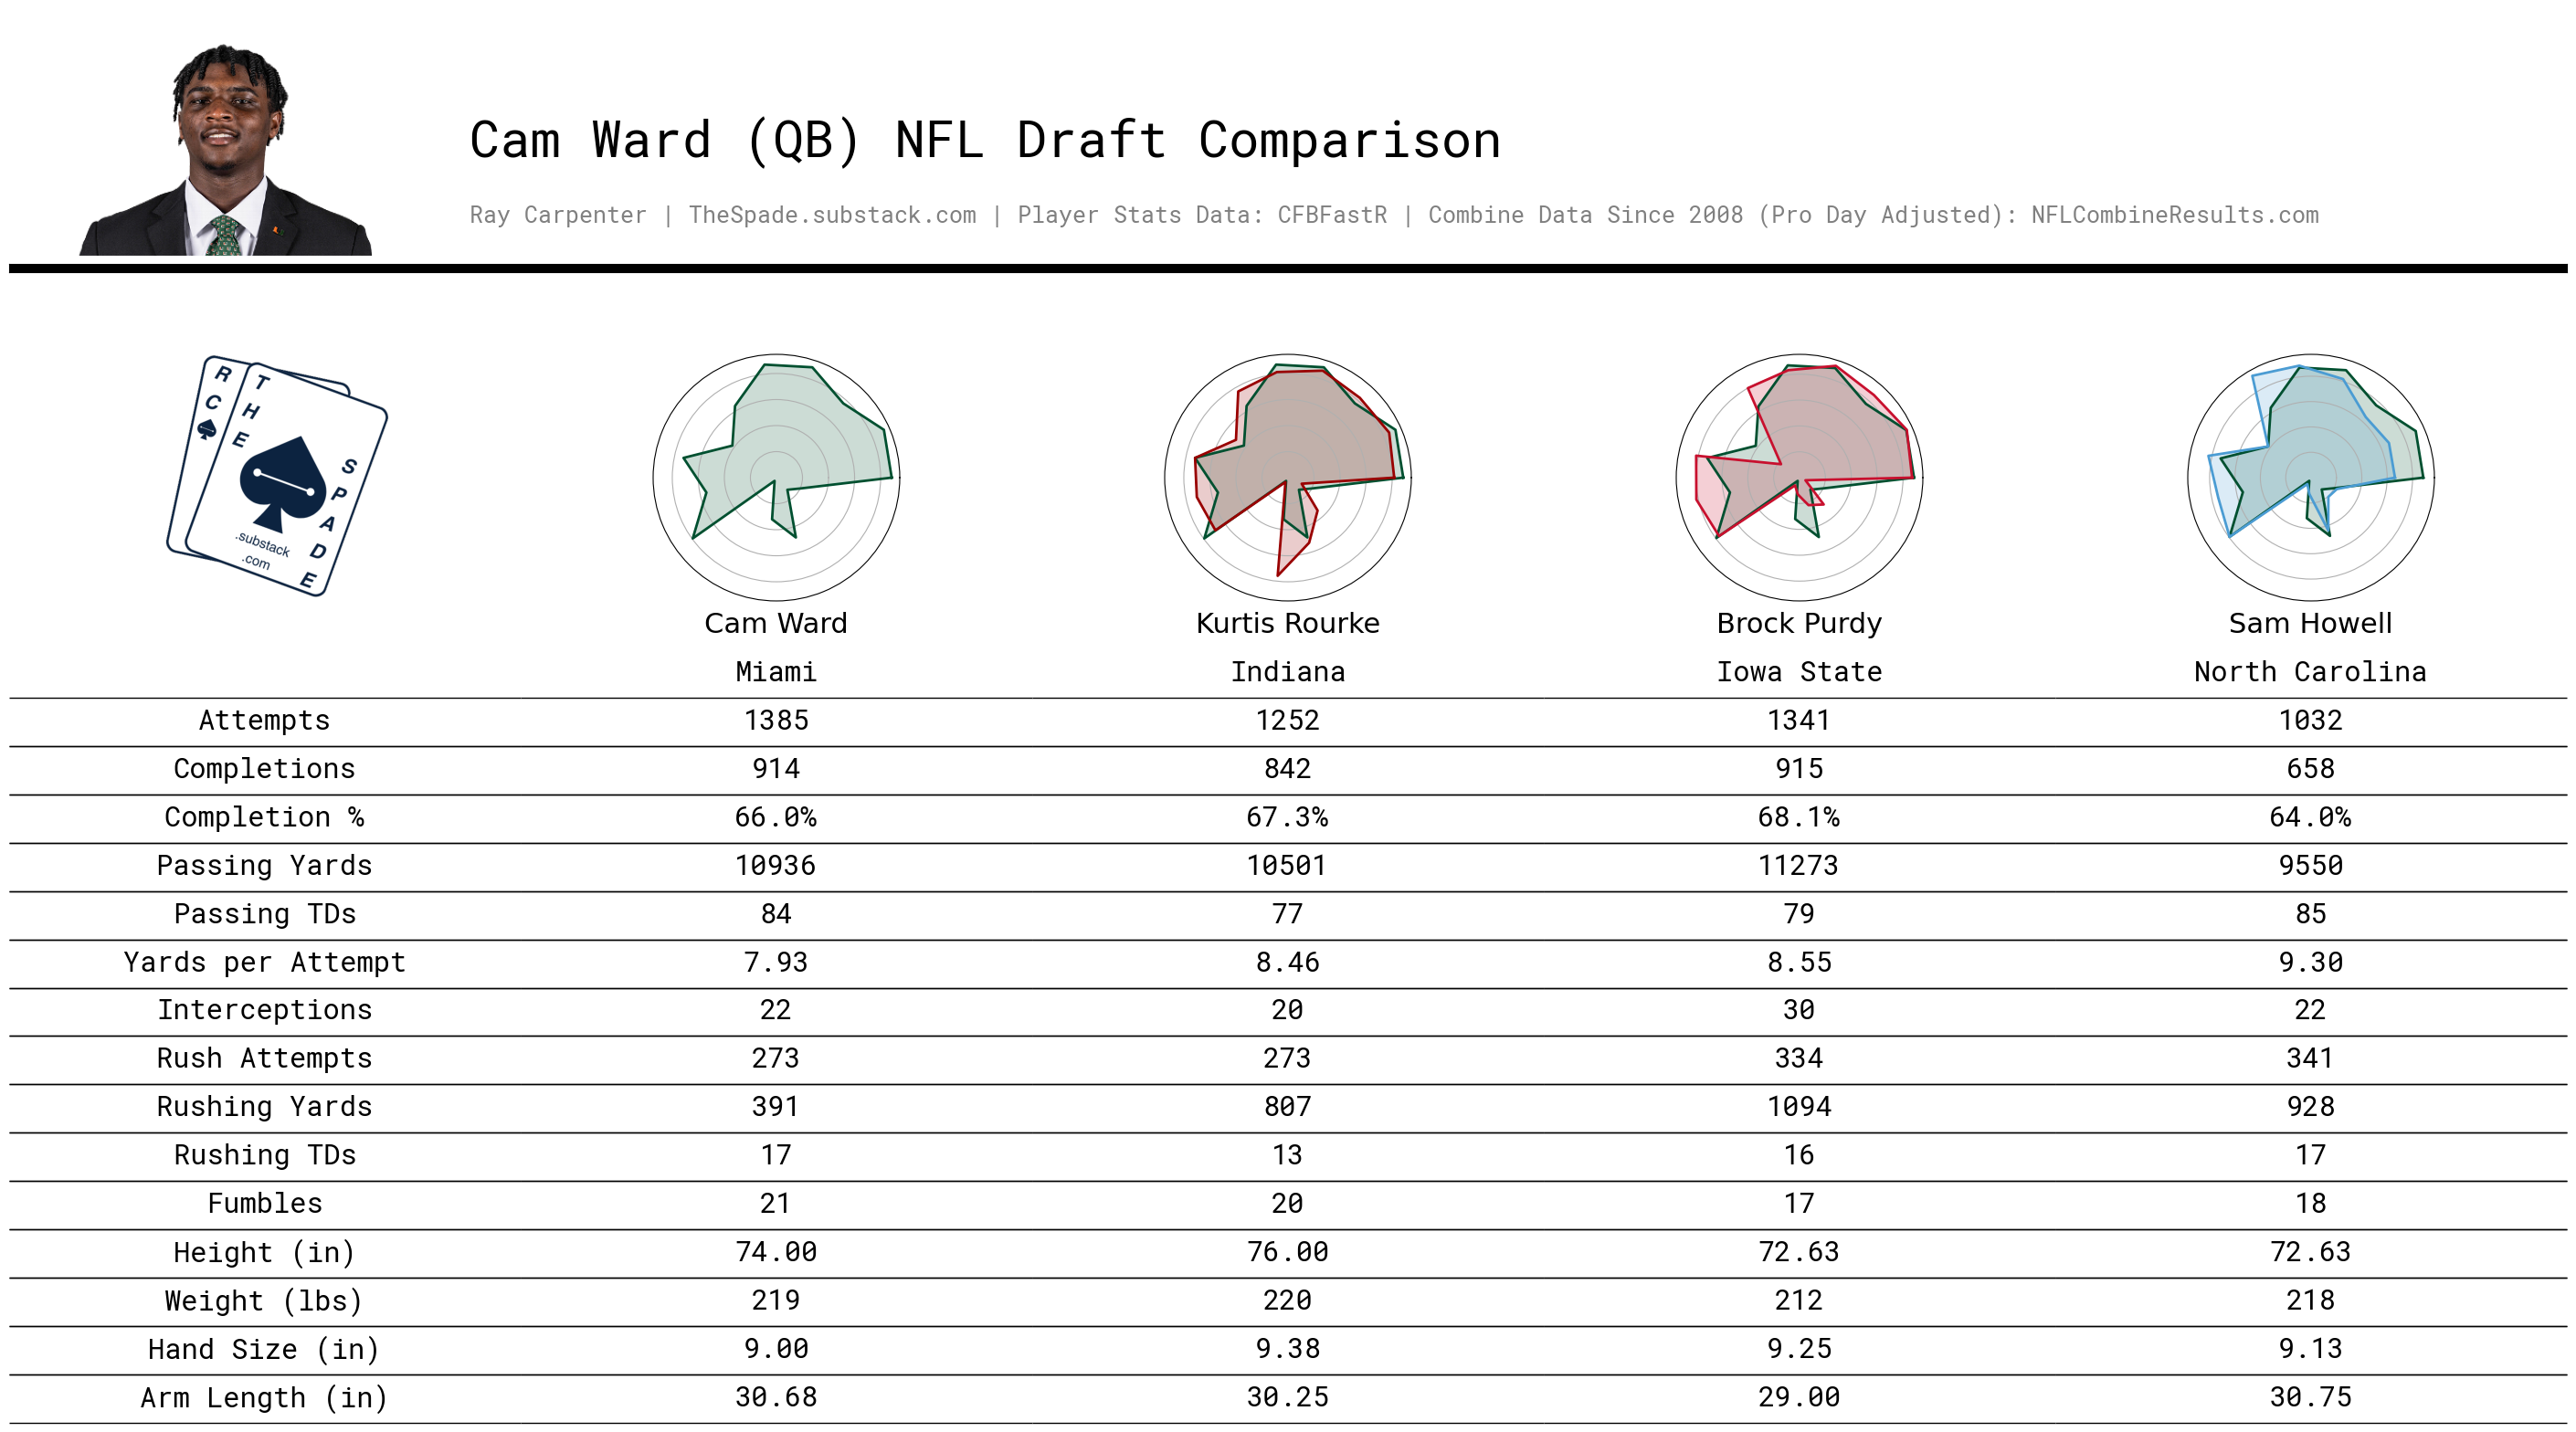 Cam Ward (QB) NFL Draft Comparison
Ray Carpenter | TheSpade.substack.com | Player Stats Data: CFBFastR | Combine Data Since 2008 (Pro Day Adjusted): NFLCombineResults.com
RC
THE
SPADE
.substack
.com
Cam Ward Kurtis Rourke Brock Purdy Sam Howell
Miami Indiana Iowa State North Carolina
Attempts 1385 1252 1341 1032
Completions 914 842 915 658
Completion % 66.0% 67.3% 68.1% 64.0%
Passing Yards 10936 10501 11273 9550
Passing TDs 84 77 79 85
Yards per Attempt 7.93 8.46 8.55 9.30
Interceptions 22 20 30 22
Rush Attempts 273 273 334 341
Rushing Yards 391 807 1094 928
Rushing TDs 17 13 16 17
Fumbles 21 20 17 18
Height (in) 74.00 76.00 72.63 72.63
Weight (lbs) 219 220 212 218
Hand Size (in) 9.00 9.38 9.25 9.13
Arm Length (in) 30.68 30.25 29.00 30.75